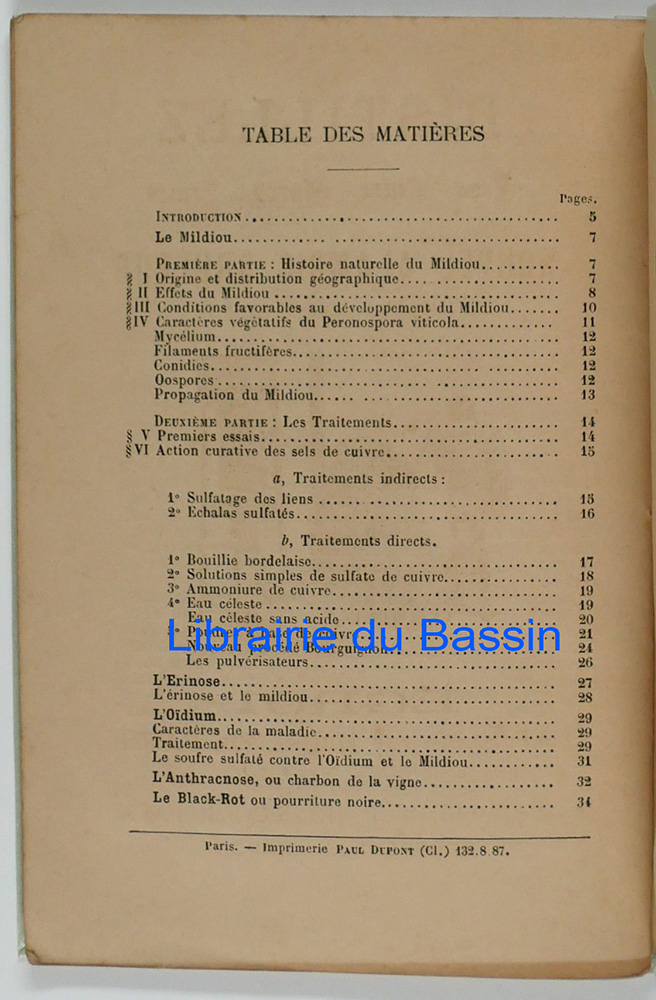 TABLE DES MATIÈRES
Pages.
INTRODUCTION 5
Le Mildiou 7
PREMIÈRE PARTIE : Histoire naturelle du Mildiou 7
§ I Origine et distribution géographique 7
§ II Effets du Mildiou 8
§ III Conditions favorables au développement du Mildiou 10
§ IV Caractères végétatifs du Peronospora viticola 11
Mycélium 12
Filaments fructifères 12
Conidies 12
Oospores 12
Propagation du Mildiou 13
DEUXIÈME PARTIE : Les Traitements 14
§ V Premiers essais 14
§ VI Action curative des sels de cuivre 15
a, Traitements indirects :
1° Sulfatage des liens 15
2° Echalas sulfatés 16
b, Traitements directs.
1° Bouillie bordelaise 17
2° Solutions simples de sulfate de cuivre 18
3° Ammoniure de cuivre 19
4° Eau céleste 19
Eau céleste sans acide 20
à base de cuivre 21
Librairie du Bassin
Nouveau procédé Bourguignon 24
Les pulvérisateurs 26
L'Erinose 27
L'érinose et le mildiou 28
L'Oïdium 29
Caractères de la maladie 29
Traitement 29
Le soufre sulfaté contre l'Oïdium et le Mildiou 31
L'Anthracnose, ou charbon de la vigne 32
Le Black-Rot ou pourriture noire 34
Paris. — Imprimerie PAUL DUPONT (Cl.) 132.8.87.